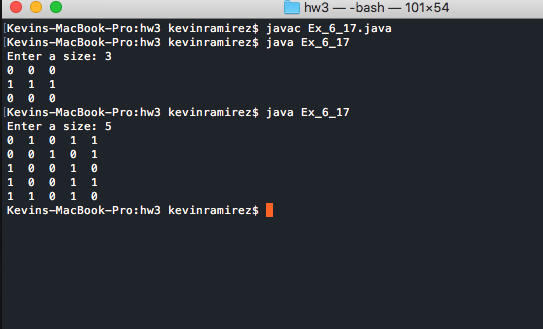 hw3 — -bash — 101×54
[Kevins-MacBook-Pro:hw3 kevinramirez$ javac Ex_6_17.java
[Kevins-MacBook-Pro:hw3 kevinramirez$ java Ex_6_17
Enter a size: 3
0 0 0
1 1 1
0 0 0
[Kevins-MacBook-Pro:hw3 kevinramirez$ java Ex_6_17
Enter a size: 5
0 1 0 1 1
0 0 1 0 1
1 0 0 1 0
1 0 0 1 1
1 1 0 1 0
Kevins-MacBook-Pro:hw3 kevinramirez$